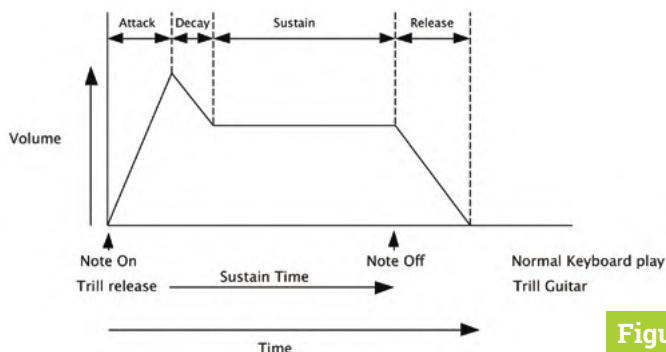 Attack Decay Sustain Release
Volume
Note On Note Off Normal Keyboard play
Trill release Sustain Time Trill Guitar
Time